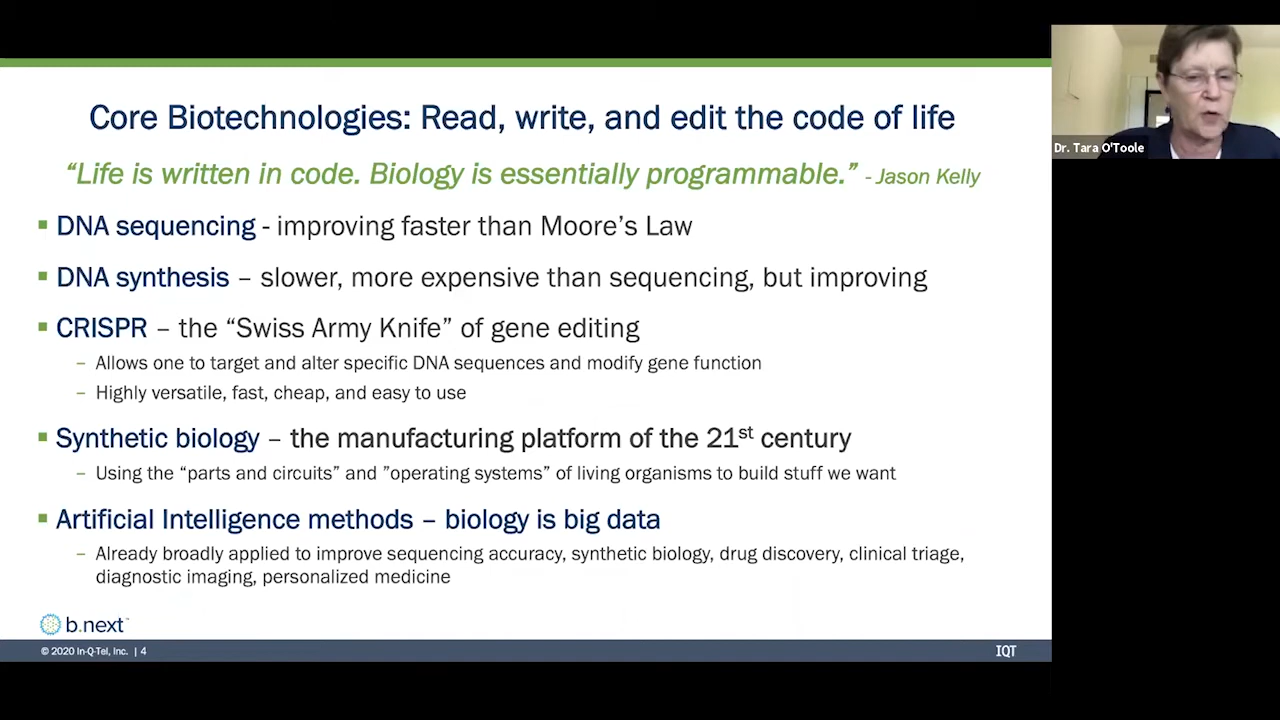 Core Biotechnologies: Read, write, and edit the code of life
“Life is written in code. Biology is essentially programmable.” - Jason Kelly
▪ DNA sequencing - improving faster than Moore’s Law
▪ DNA synthesis – slower, more expensive than sequencing, but improving
▪ CRISPR – the “Swiss Army Knife” of gene editing
– Allows one to target and alter specific DNA sequences and modify gene function
– Highly versatile, fast, cheap, and easy to use
▪ Synthetic biology – the manufacturing platform of the 21st century
– Using the “parts and circuits” and ”operating systems” of living organisms to build stuff we want
▪ Artificial Intelligence methods – biology is big data
– Already broadly applied to improve sequencing accuracy, synthetic biology, drug discovery, clinical triage,
diagnostic imaging, personalized medicine
b.next™
© 2020 In-Q-Tel, Inc. | 4
IQT
Dr. Tara O'Toole